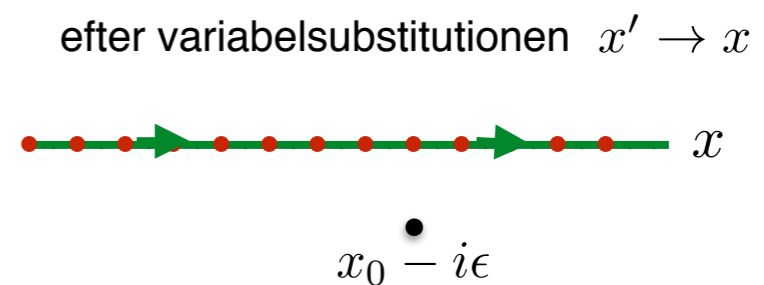 efter variabelsubstitutionen x′ → x
x
x₀ − iϵ